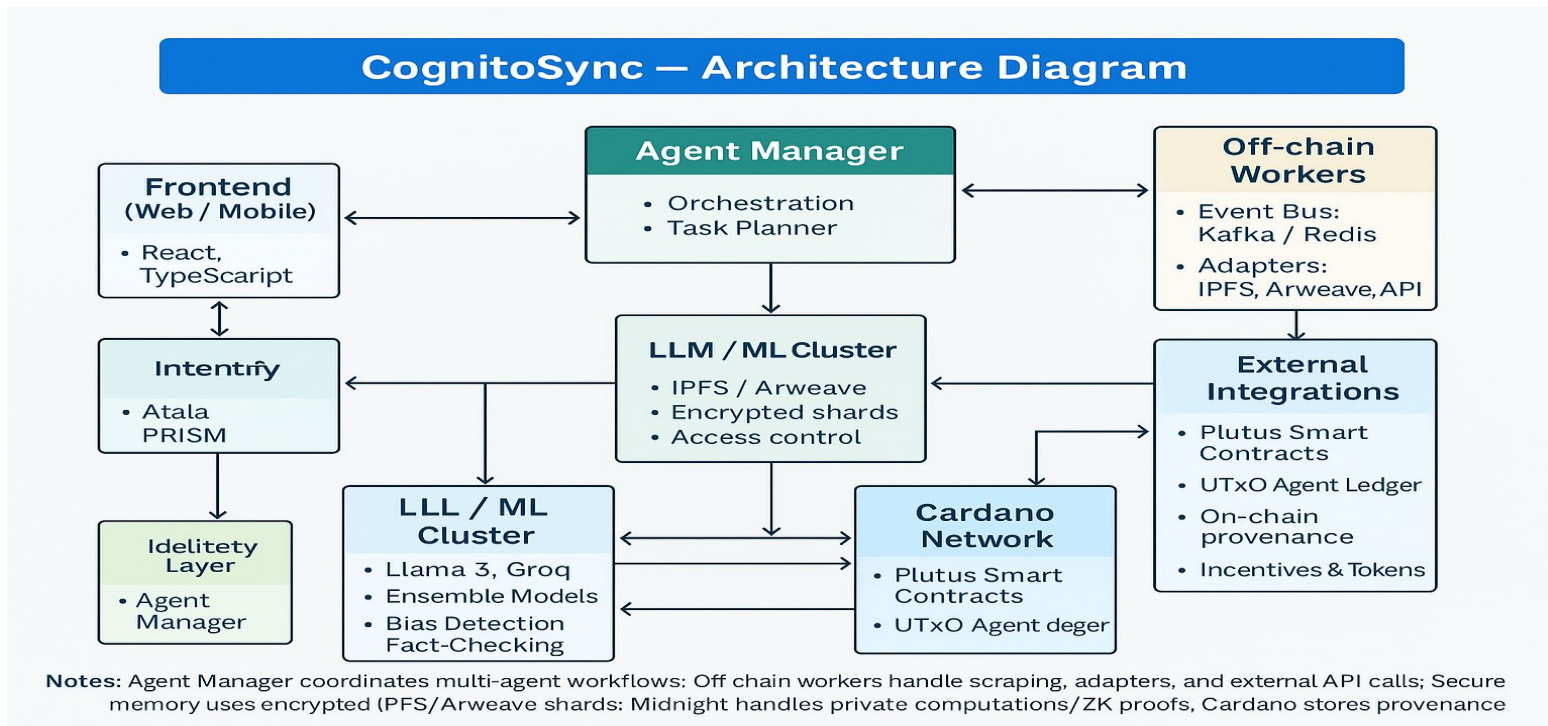 CognitoSync — Architecture Diagram
Agent Manager
• Orchestration
• Task Planner
Off-chain
Workers
• Event Bus:
Kafka / Redis
• Adapters:
IPFS, Arweave, API
Frontend
(Web / Mobile)
• React,
TypeScaript
Intentify
• Atala
PRISM
LLM / ML Cluster
• IPFS / Arweave
• Encrypted shards
• Access control
External
Integrations
• Plutus Smart
Contracts
• UTxO Agent Ledger
• On-chain
provenance
• Incentives & Tokens
Idelitety
Layer
• Agent
Manager
LLL / ML
Cluster
• Llama 3, Groq
• Ensemble Models
• Bias Detection
Fact-Checking
Cardano
Network
• Plutus Smart
Contracts
• UTxO Agent deger
Notes: Agent Manager coordinates multi-agent workflows: Off chain workers handle scraping, adapters, and external API calls; Secure
memory uses encrypted (PFS/Arweave shards: Midnight handles private computations/ZK proofs, Cardano stores provenance